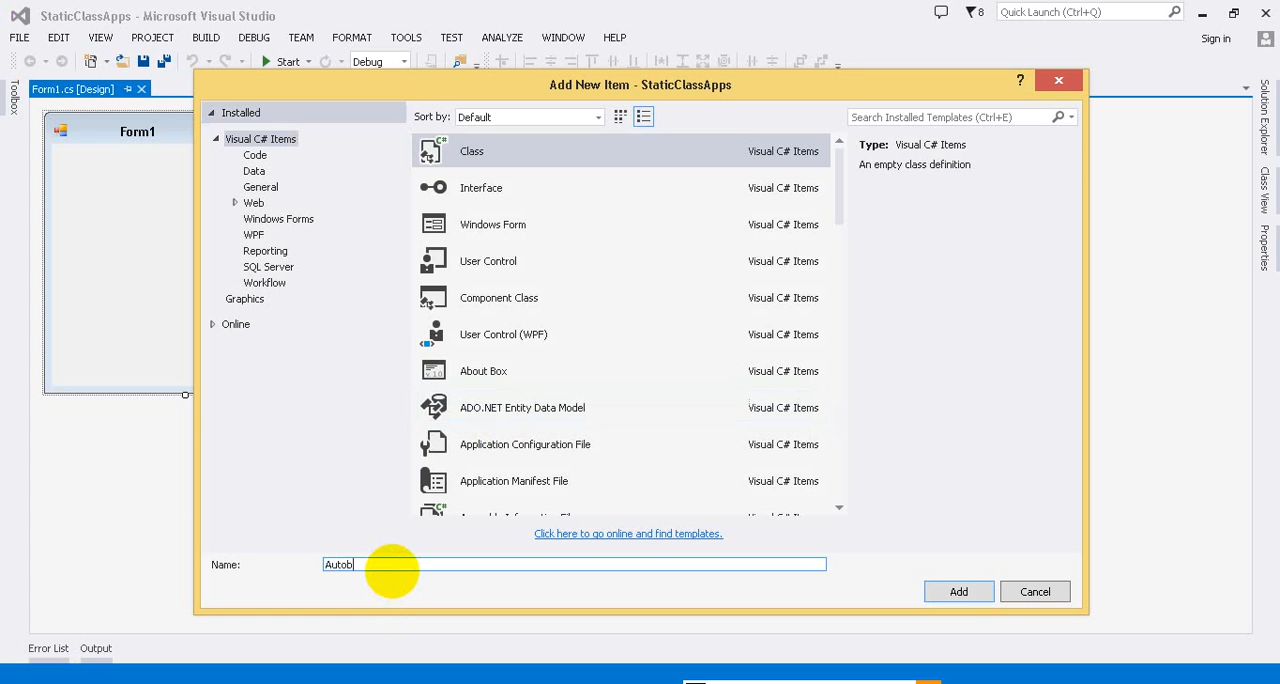 StaticClassApps - Microsoft Visual Studio
8
Quick Launch (Ctrl+Q)
FILE EDIT VIEW PROJECT BUILD DEBUG TEAM FORMAT TOOLS TEST ANALYZE WINDOW HELP
Sign in
Start
Debug
Toolbox
Form1.cs [Design]
Form1
Add New Item - StaticClassApps
?
Installed
Visual C# Items
Code
Data
General
Web
Windows Forms
WPF
Reporting
SQL Server
Workflow
Graphics
Online
Sort by: Default
Class Visual C# Items
Interface Visual C# Items
Windows Form Visual C# Items
User Control Visual C# Items
Component Class Visual C# Items
User Control (WPF) Visual C# Items
About Box Visual C# Items
ADO.NET Entity Data Model Visual C# Items
Application Configuration File Visual C# Items
Application Manifest File Visual C# Items
Click here to go online and find templates.
Search Installed Templates (Ctrl+E)
Type: Visual C# Items
An empty class definition
Name: Autob
Add Cancel
Solution Explorer
Class View
Properties
Error List Output